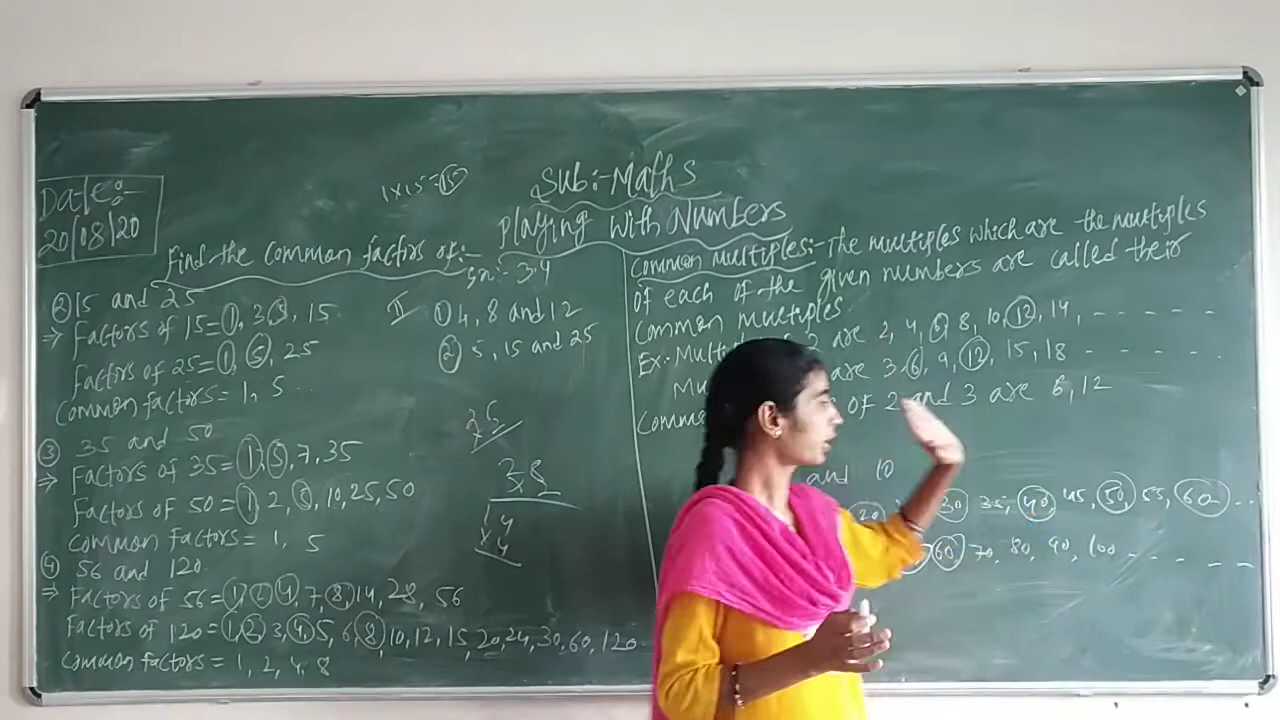 Sub:-Maths
Playing With Numbers
Date:-
20/08/20
1x15=15
Find the Common factirs of:-
Ex:- 3.4
② 15 and 25
⇒ Factors of 15=1, 3, 5, 15.
Factors of 25=1, 5, 25
Common factors= 1, 5
③ 35 and 50
⇒ Factors of 35=1, 5, 7, 35
Factors of 50=1, 2, 5, 10, 25, 50
Common factors= 1, 5
④ 56 and 120
⇒ Factors of 56=1, 2, 4, 7, 8, 14, 28, 56
Factors of 120=1, 2, 3, 4, 5, 6, 8, 10, 12, 15, 20, 24, 30, 60, 120
Common factors= 1, 2, 4, 8
II ① 4, 8 and 12
② 5, 15 and 25
Common multiples:- The multiples which are the multiples
of each of the given numbers are called their
Common multiples.
Ex:- 2 are 2, 4, 6, 8, 10, 12, 14, - - - - -
are 3, 6, 9, 12, 15, 18 - - - - -
of 2 and 3 are 6, 12
and 10
20 30 35, 40, 45, 50, 55, 60 ..
60 70, 80, 90, 100 - - - - -